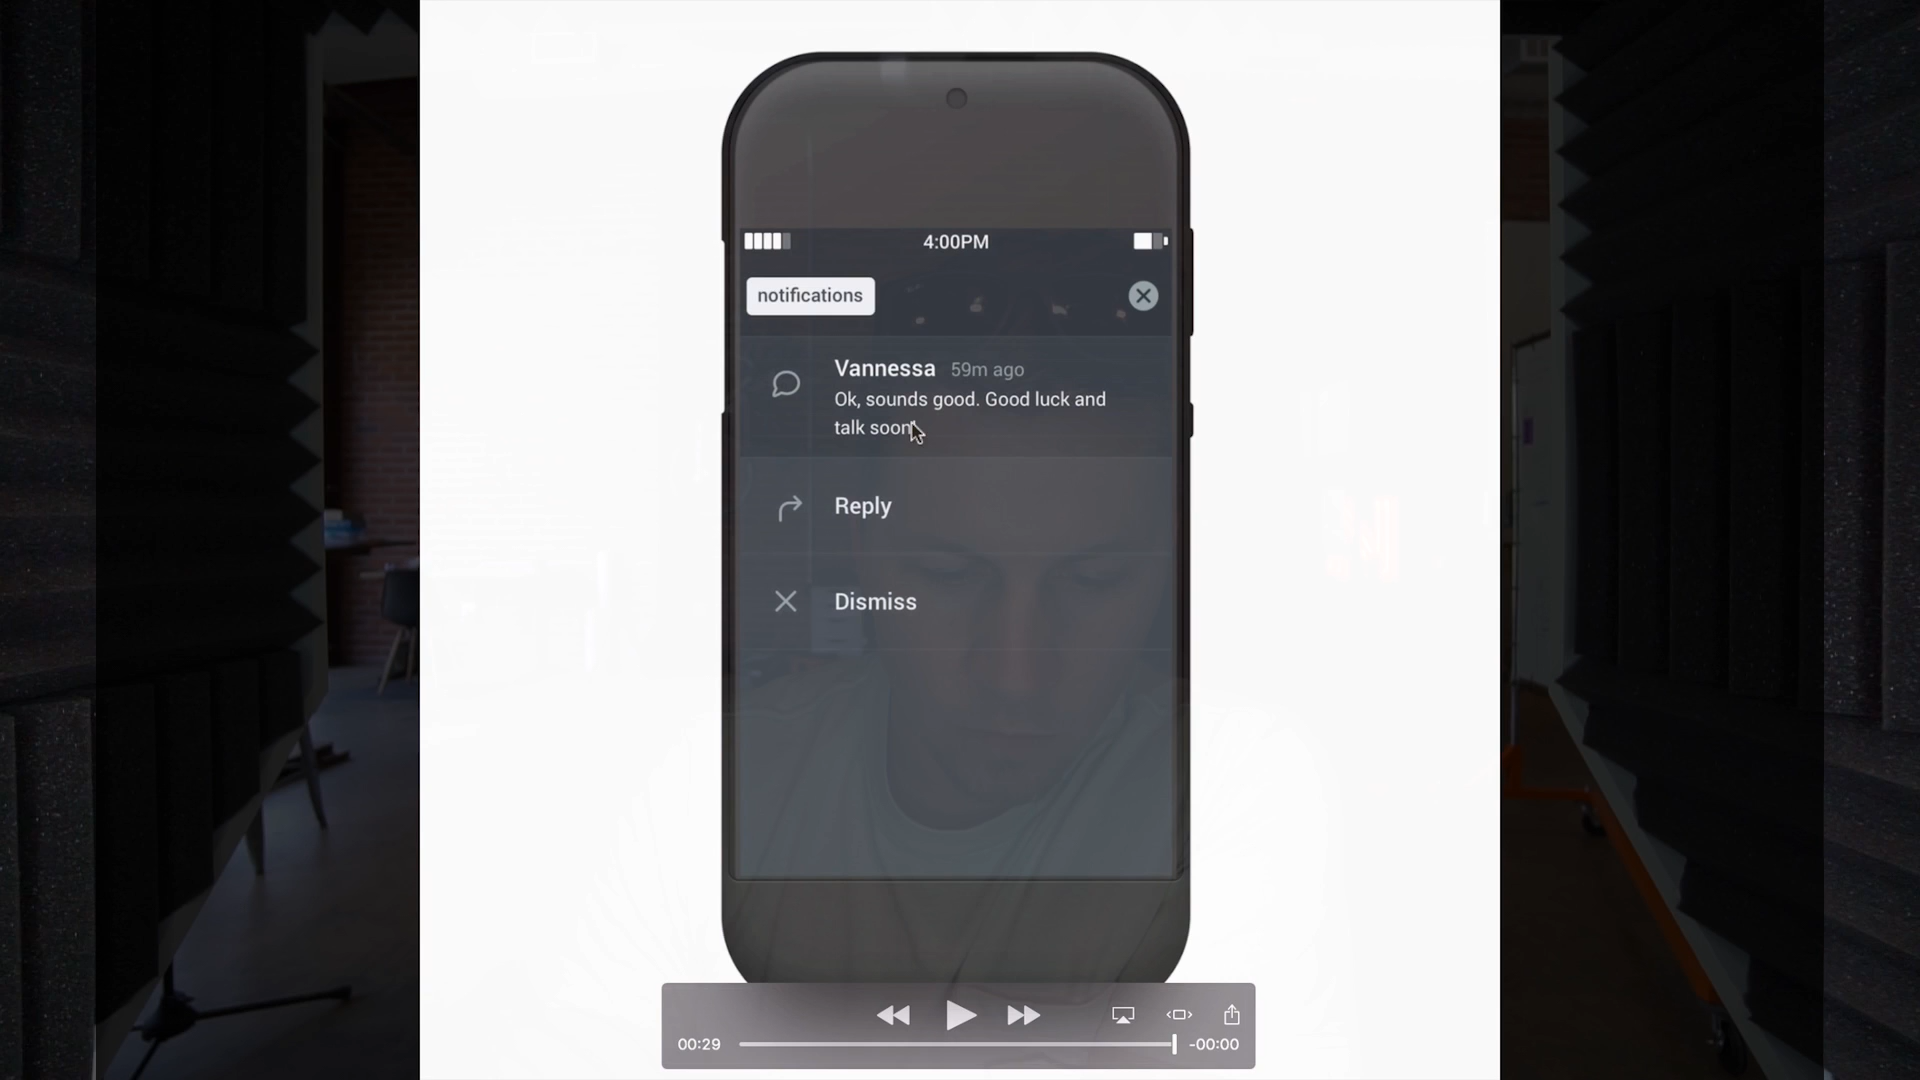 4:00PM
notifications
Vannessa 59m ago
Ok, sounds good. Good luck and
talk soon!
Reply
Dismiss
00:29
-00:00